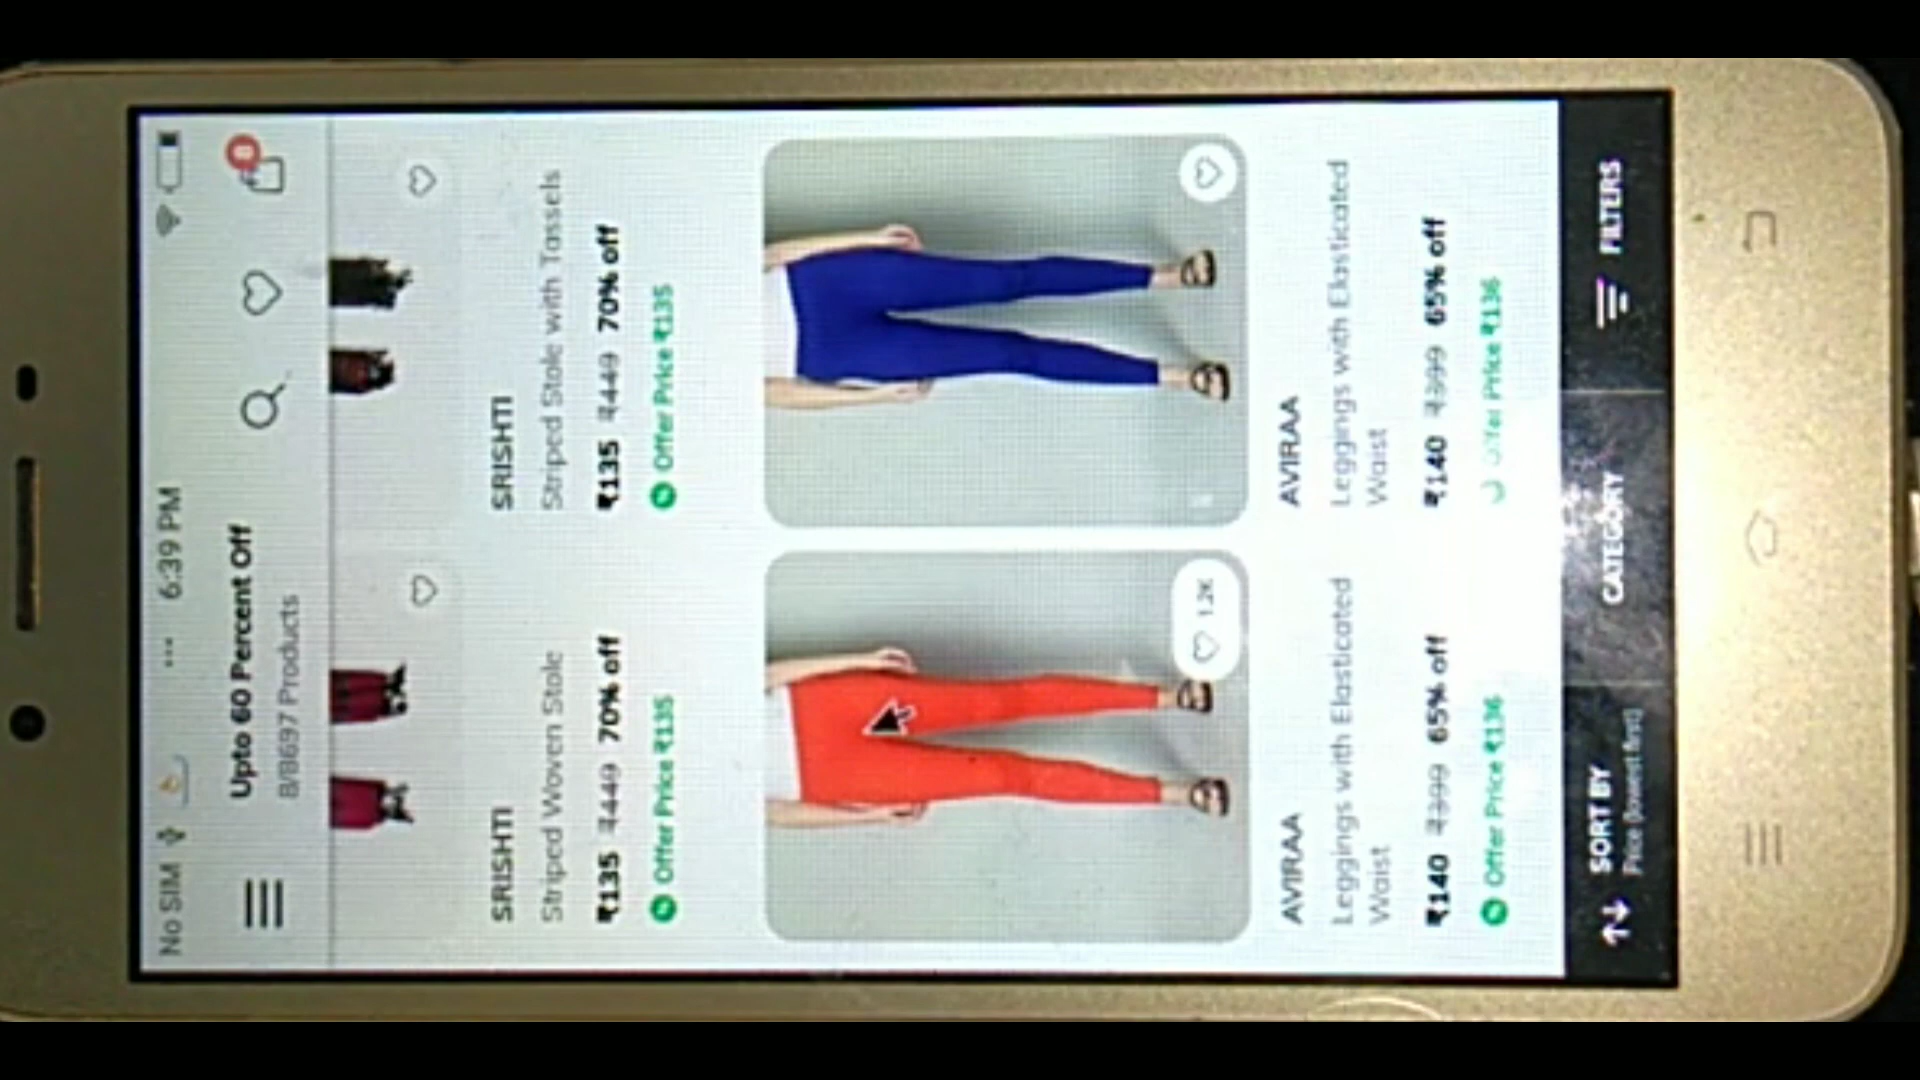 No SIM ... 6:39 PM
Upto 60 Percent Off
8
Products
SRISHTI
Striped Woven Stole
₹135 ₹449 70% off
Offer Price ₹135
SRISHTI
Striped Stole with Tassels
₹135 ₹449 70% off
Offer Price ₹135
1.2K
AVIRAA
Leggings with Elasticated
Waist
₹140 ₹399 65% off
Offer Price ₹136
AVIRAA
Leggings with Elasticated
Waist
₹140 ₹399 65% off
Offer Price ₹136
SORT BY
Price (lowest first)
CATEGORY
FILTERS